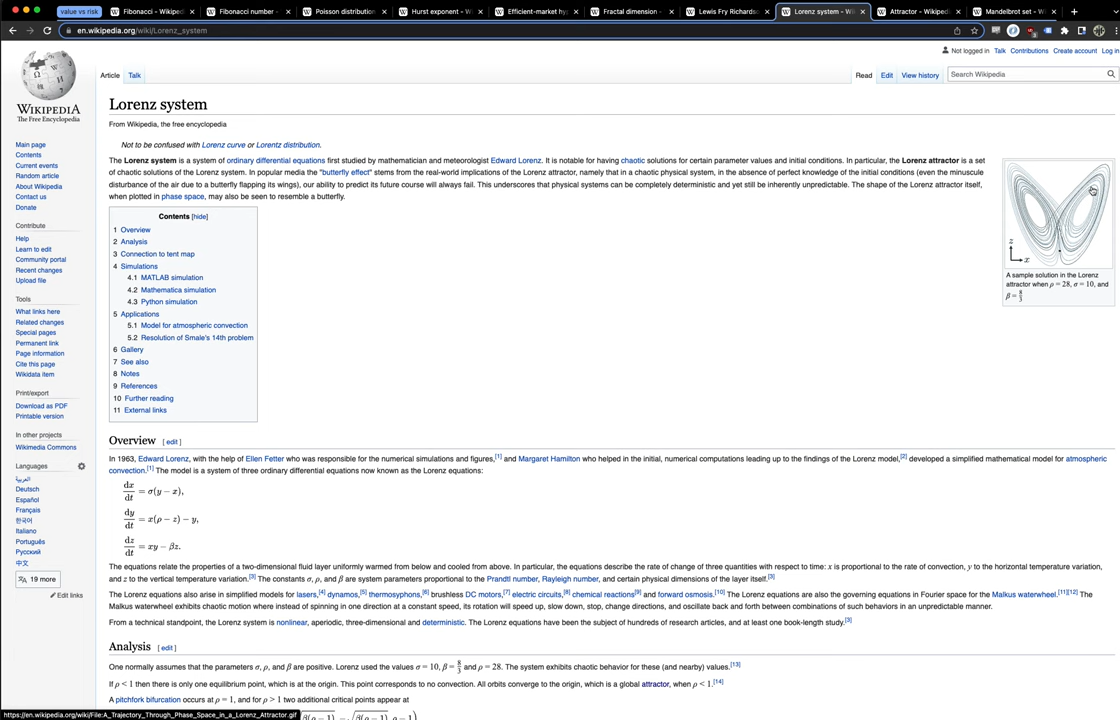 value vs risk
Fibonacci - Wikiped
Fibonacci number -
Poisson distribution
Hurst exponent - Wi
Efficient-market hy
Fractal dimension -
Lewis Fry Richards
Lorenz system - Wi
Attractor - Wikiped
Mandelbrot set - W
en.wikipedia.org/wiki/Lorenz_system
Not logged in Talk Contributions Create account Log in
Article Talk
Read Edit View history Search Wikipedia
WIKIPEDIA
The Free Encyclopedia
Main page
Contents
Current events
Random article
About Wikipedia
Contact us
Donate
Contribute
Help
Learn to edit
Community portal
Recent changes
Upload file
Tools
What links here
Related changes
Special pages
Permanent link
Page information
Cite this page
Wikidata item
Print/export
Download as PDF
Printable version
In other projects
Wikimedia Commons
Languages
العربية
Deutsch
Español
Français
한국어
Italiano
Português
Русский
中文
19 more
Edit links
Lorenz system
From Wikipedia, the free encyclopedia
Not to be confused with Lorenz curve or Lorentz distribution.
The Lorenz system is a system of ordinary differential equations first studied by mathematician and meteorologist Edward Lorenz. It is notable for having chaotic solutions for certain parameter values and initial conditions. In particular, the Lorenz attractor is a set
of chaotic solutions of the Lorenz system. In popular media the "butterfly effect" stems from the real-world implications of the Lorenz attractor, namely that in a chaotic physical system, in the absence of perfect knowledge of the initial conditions (even the minuscule
disturbance of the air due to a butterfly flapping its wings), our ability to predict its future course will always fail. This underscores that physical systems can be completely deterministic and yet still be inherently unpredictable. The shape of the Lorenz attractor itself,
when plotted in phase space, may also be seen to resemble a butterfly.
z
x
A sample solution in the Lorenz
attractor when ρ = 28, σ = 10, and
β = 8/3
Contents [hide]
1 Overview
2 Analysis
3 Connection to tent map
4 Simulations
4.1 MATLAB simulation
4.2 Mathematica simulation
4.3 Python simulation
5 Applications
5.1 Model for atmospheric convection
5.2 Resolution of Smale's 14th problem
6 Gallery
7 See also
8 Notes
9 References
10 Further reading
11 External links
Overview [ edit ]
In 1963, Edward Lorenz, with the help of Ellen Fetter who was responsible for the numerical simulations and figures,[1] and Margaret Hamilton who helped in the initial, numerical computations leading up to the findings of the Lorenz model,[2] developed a simplified mathematical model for atmospheric
convection.[1] The model is a system of three ordinary differential equations now known as the Lorenz equations:
dx/dt = σ(y − x),
dy/dt = x(ρ − z) − y,
dz/dt = xy − βz.
The equations relate the properties of a two-dimensional fluid layer uniformly warmed from below and cooled from above. In particular, the equations describe the rate of change of three quantities with respect to time: x is proportional to the rate of convection, y to the horizontal temperature variation,
and z to the vertical temperature variation.[3] The constants σ, ρ, and β are system parameters proportional to the Prandtl number, Rayleigh number, and certain physical dimensions of the layer itself.[3]
The Lorenz equations also arise in simplified models for lasers,[4] dynamos,[5] thermosyphons,[6] brushless DC motors,[7] electric circuits,[8] chemical reactions[9] and forward osmosis.[10] The Lorenz equations are also the governing equations in Fourier space for the Malkus waterwheel.[11][12] The
Malkus waterwheel exhibits chaotic motion where instead of spinning in one direction at a constant speed, its rotation will speed up, slow down, stop, change directions, and oscillate back and forth between combinations of such behaviors in an unpredictable manner.
From a technical standpoint, the Lorenz system is nonlinear, aperiodic, three-dimensional and deterministic. The Lorenz equations have been the subject of hundreds of research articles, and at least one book-length study.[3]
Analysis [ edit ]
One normally assumes that the parameters σ, ρ, and β are positive. Lorenz used the values σ = 10, β = 8/3 and ρ = 28. The system exhibits chaotic behavior for these (and nearby) values.[13]
If ρ < 1 then there is only one equilibrium point, which is at the origin. This point corresponds to no convection. All orbits converge to the origin, which is a global attractor, when ρ < 1.[14]
A pitchfork bifurcation occurs at ρ = 1, and for ρ > 1 two additional critical points appear at
https://en.wikipedia.org/wiki/File:A_Trajectory_Through_Phase_Space_in_a_Lorenz_Attractor.gif